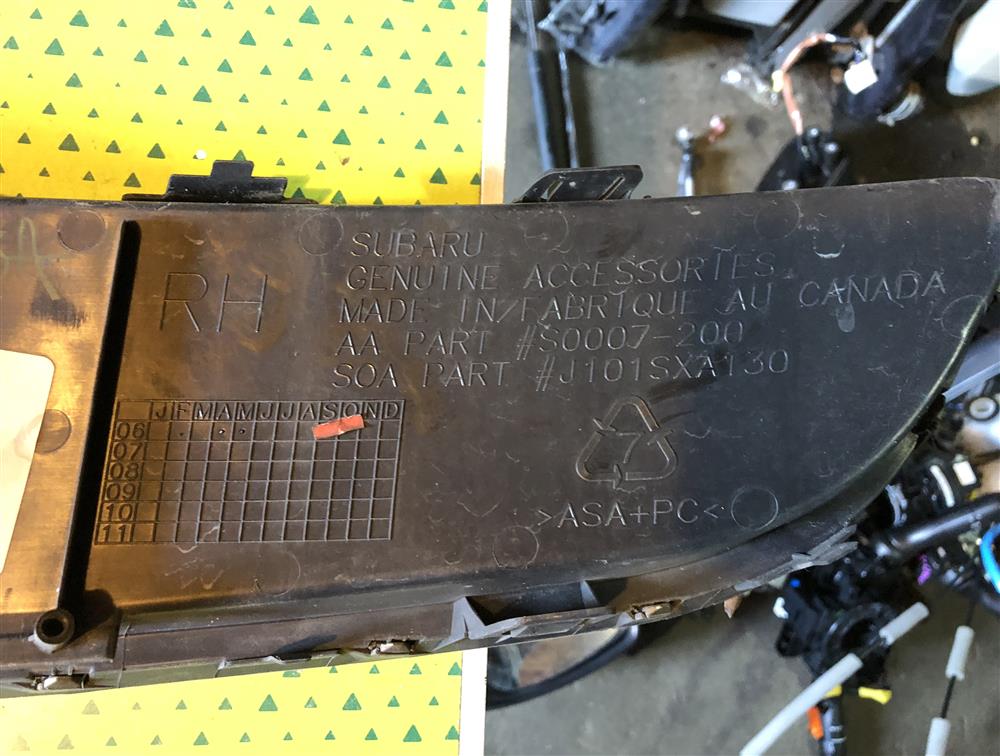 SUBARU
GENUINE ACCESSORIES
MADE IN/FABRIQUE AU CANADA
AA PART #S0007-200
SOA PART #J101SXA130
RH
J F M A M J J A S O N D
06
07
08
09
10
11
7
>ASA+PC<